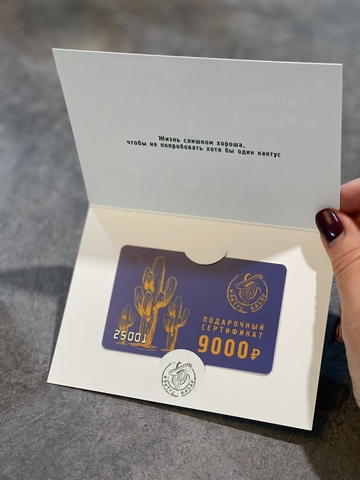 Жизнь слишком хороша,
чтобы не попробовать хотя бы один кактус
ПОДАРОЧНЫЙ
СЕРТИФИКАТ
25001
9000₽